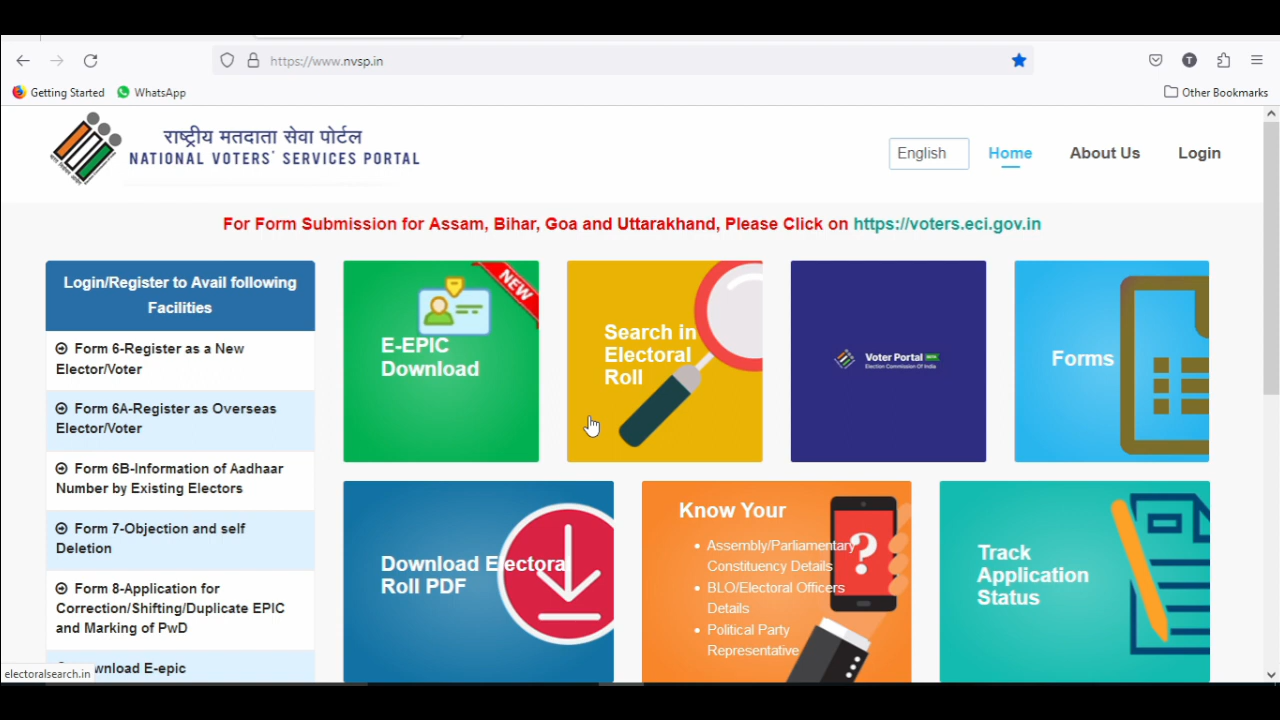 https://www.nvsp.in
T
Getting Started
WhatsApp
Other Bookmarks
राष्ट्रीय मतदाता सेवा पोर्टल
NATIONAL VOTERS' SERVICES PORTAL
English
Home
About Us
Login
For Form Submission for Assam, Bihar, Goa and Uttarakhand, Please Click on https://voters.eci.gov.in
Login/Register to Avail following
Facilities
Form 6-Register as a New
Elector/Voter
Form 6A-Register as Overseas
Elector/Voter
Form 6B-Information of Aadhaar
Number by Existing Electors
Form 7-Objection and self
Deletion
Form 8-Application for
Correction/Shifting/Duplicate EPIC
and Marking of PwD
wnload E-epic
electoralsearch.in
NEW
E-EPIC
Download
Search in
Electoral
Roll
Voter Portal
Election Commission Of India
Forms
Download Electora
Roll PDF
Know Your
• Assembly/Parliamentary
Constituency Details
• BLO/Electoral Officers
Details
• Political Party
Representative
?
Track
Application
Status